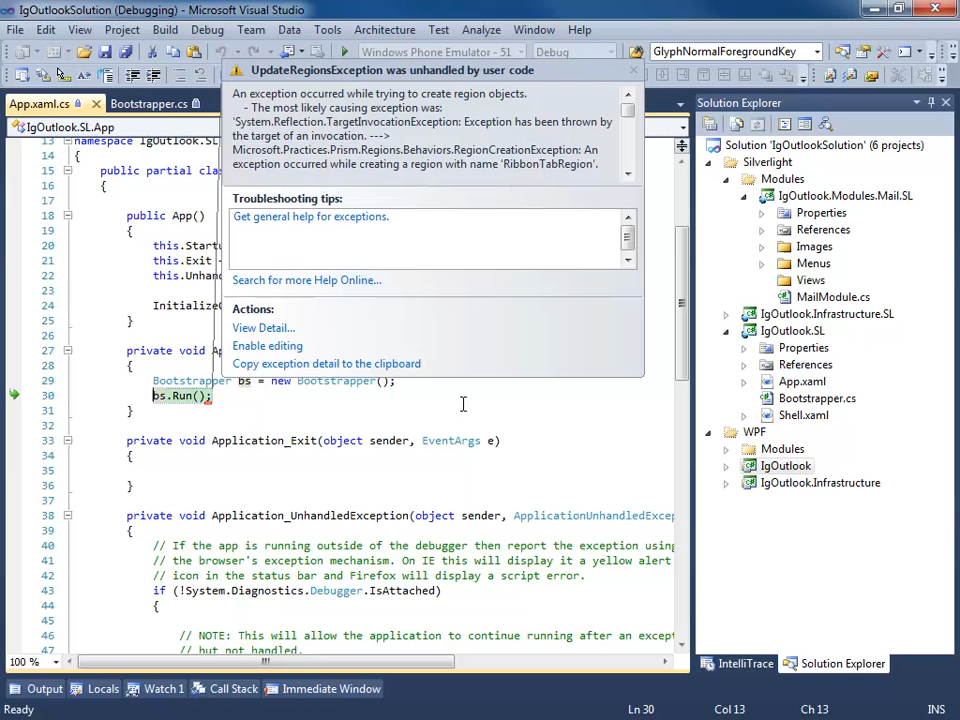 IgOutlookSolution (Debugging) - Microsoft Visual Studio
File Edit View Project Build Debug Team Data Tools Architecture Test Analyze Window Help
Windows Phone Emulator - 51 Debug GlyphNormalForegroundKey
App.xaml.cs Bootstrapper.cs
IgOutlook.SL.App
UpdateRegionsException was unhandled by user code
An exception occurred while trying to create region objects.
- The most likely causing exception was:
'System.Reflection.TargetInvocationException: Exception has been thrown by
the target of an invocation. --->
Microsoft.Practices.Prism.Regions.Behaviors.RegionCreationException: An
exception occurred while creating a region with name 'RibbonTabRegion'.
Troubleshooting tips:
Get general help for exceptions.
Search for more Help Online...
Actions:
View Detail...
Enable editing
Copy exception detail to the clipboard
13 namespace IgOutlook.SL
14 {
15 public partial clas
16 {
17
18 public App()
19 {
20 this.Startu
21 this.Exit
22 this.Unhan
23
24 InitializeC
25 }
26
27 private void Ap
28 {
29 Bootstrapper bs = new Bootstrapper();
30 bs.Run();
31 }
32
33 private void Application_Exit(object sender, EventArgs e)
34 {
35
36 }
37
38 private void Application_UnhandledException(object sender, ApplicationUnhandledExcep
39 {
40 // If the app is running outside of the debugger then report the exception using
41 // the browser's exception mechanism. On IE this will display it a yellow alert
42 // icon in the status bar and Firefox will display a script error.
43 if (!System.Diagnostics.Debugger.IsAttached)
44 {
45
46 // NOTE: This will allow the application to continue running after an except
47 // but not handled.
100 %
Solution Explorer
Solution 'IgOutlookSolution' (6 projects)
Silverlight
Modules
IgOutlook.Modules.Mail.SL
Properties
References
Images
Menus
Views
MailModule.cs
IgOutlook.Infrastructure.SL
IgOutlook.SL
Properties
References
App.xaml
Bootstrapper.cs
Shell.xaml
WPF
Modules
IgOutlook
IgOutlook.Infrastructure
IntelliTrace Solution Explorer
Output Locals Watch 1 Call Stack Immediate Window
Ready Ln 30 Col 13 Ch 13 INS